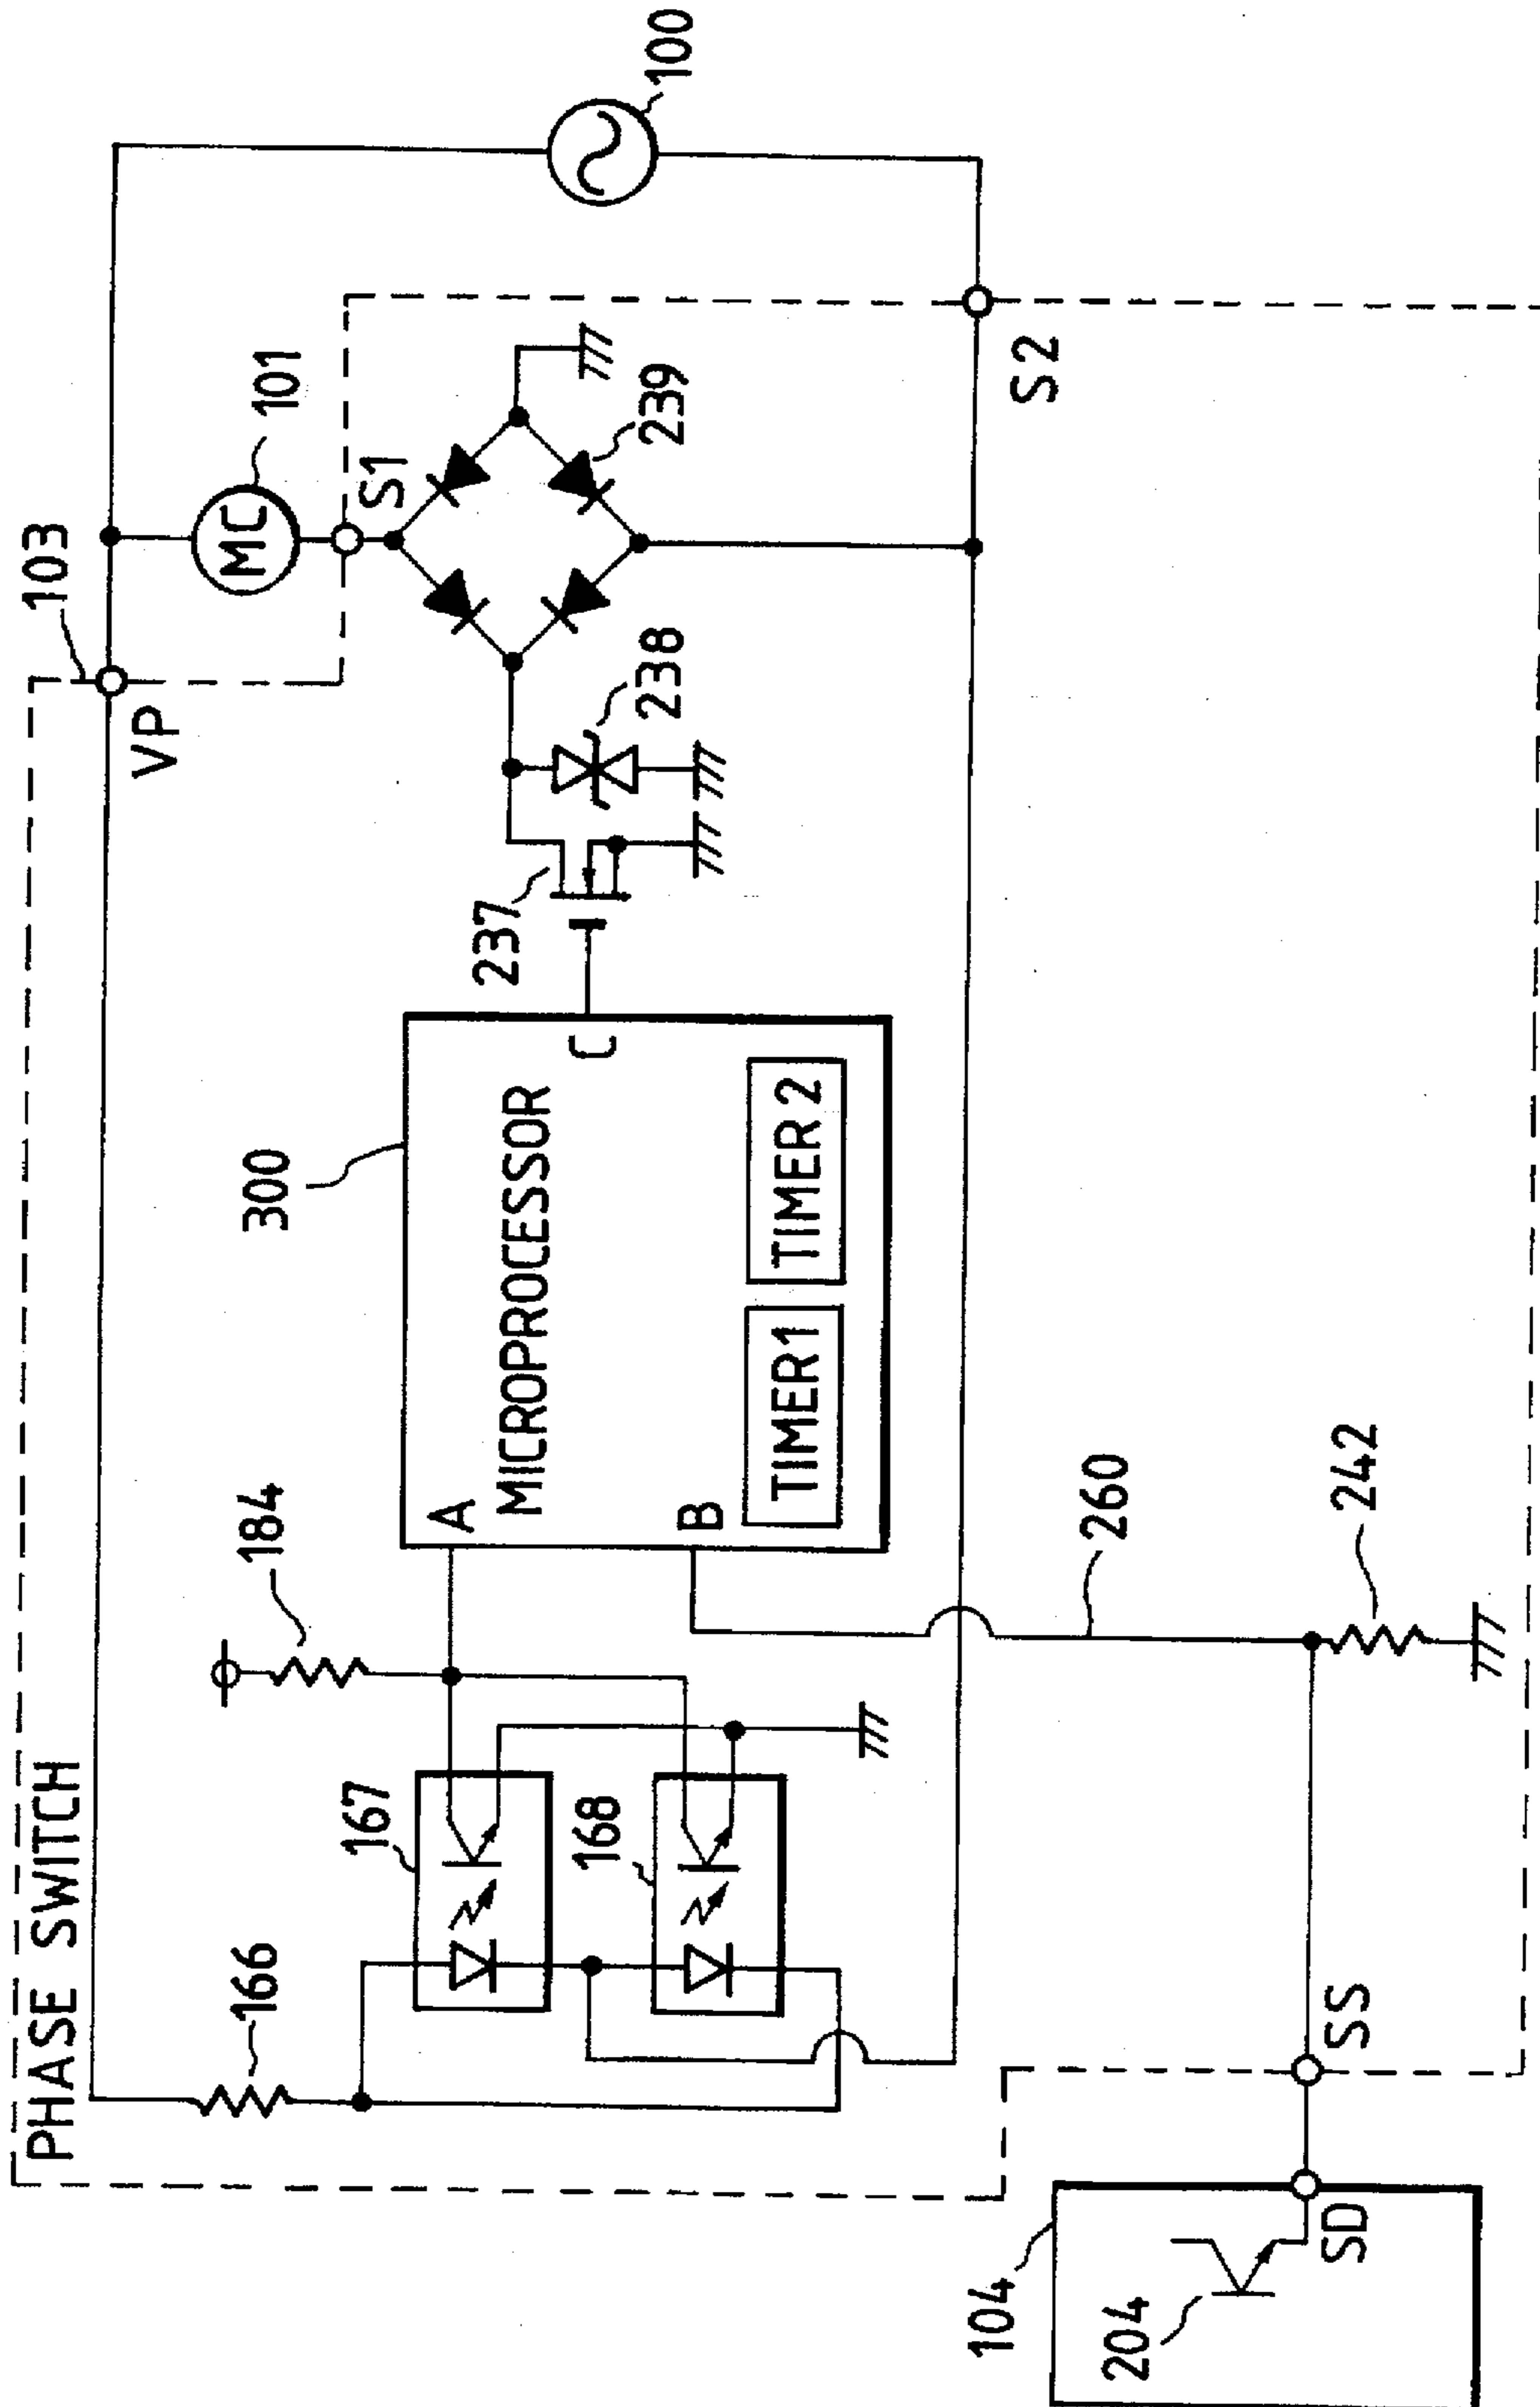 PHASE SWITCH
103
VP
101
MC
S1
100
166
184
300
167
168
A
MICROPROCESSOR
B
C
TIMER1
TIMER 2
237
238
239
S2
260
242
104
204
SD
SS